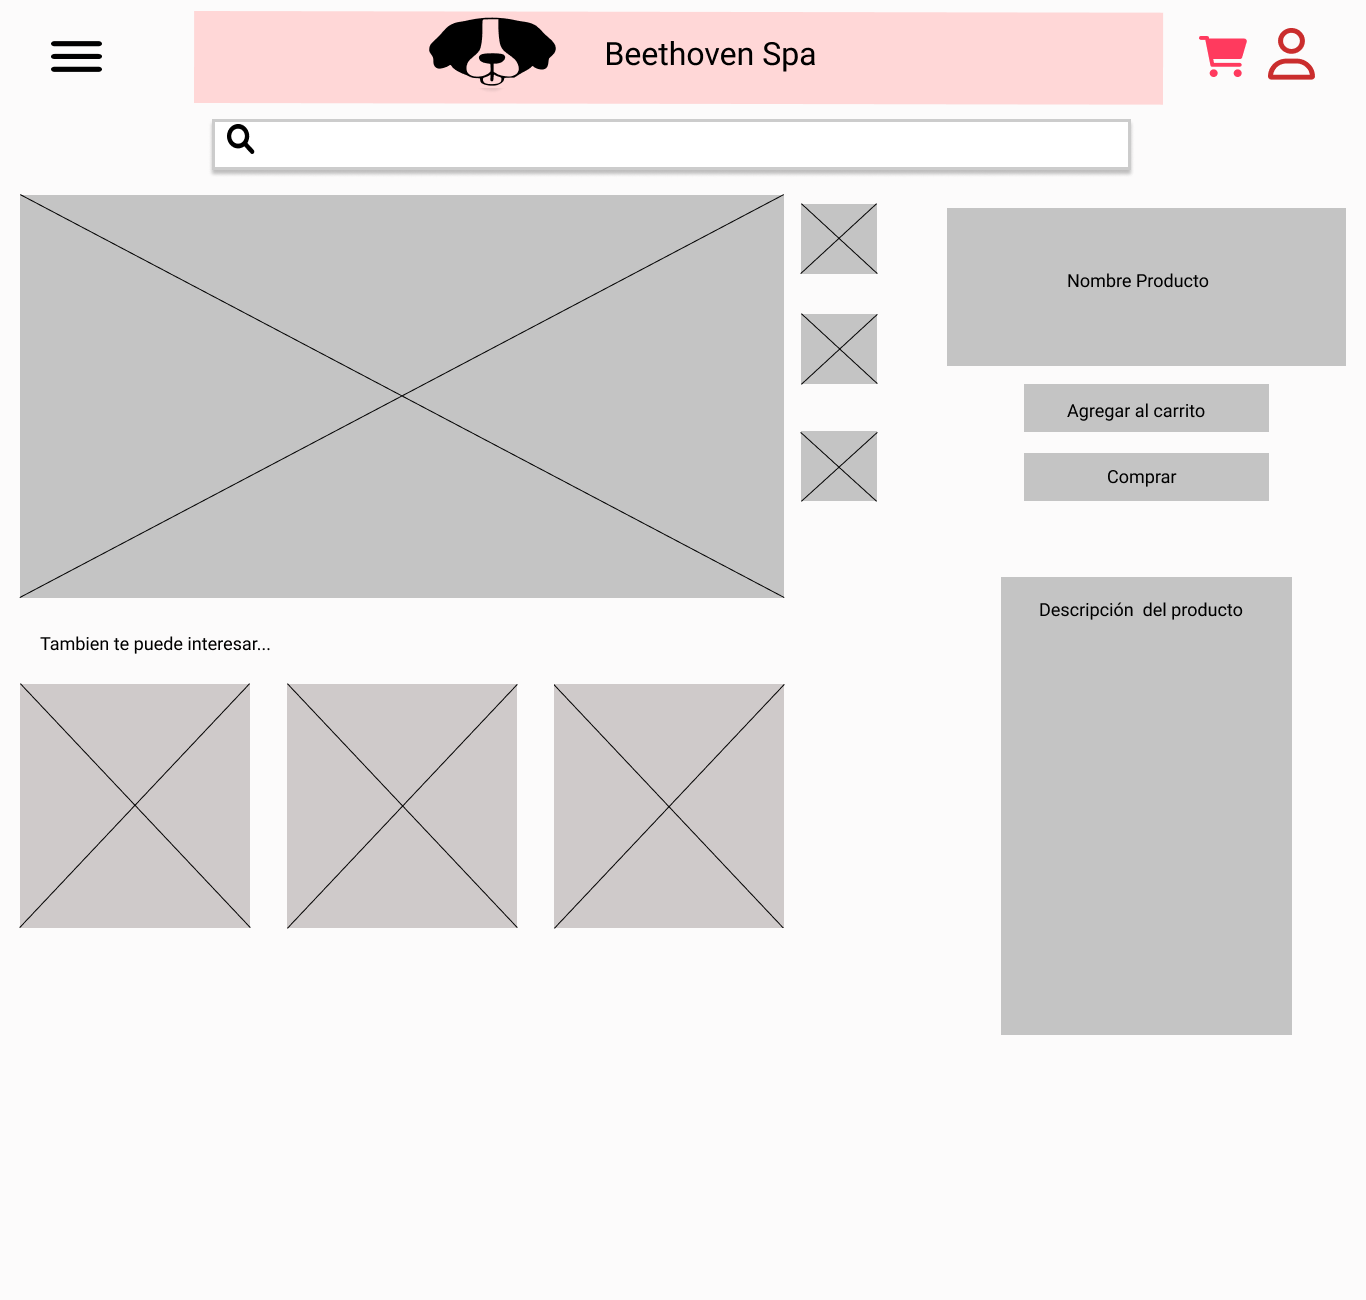 Beethoven Spa
Nombre Producto
Agregar al carrito
Comprar
Descripción  del producto
Tambien te puede interesar...